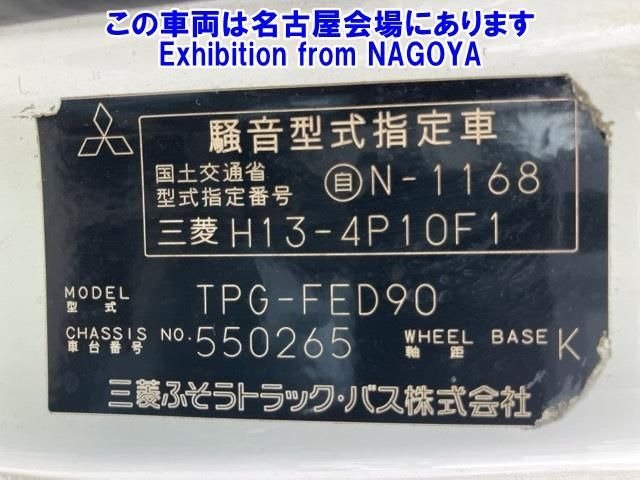 この車両は名古屋会場にあります
Exhibition from NAGOYA
騒音型式指定車
国土交通省
型式指定番号 自 N-1168
三菱 H13-4P10F1
MODEL
型式 TPG-FED90
CHASSIS NO. 550265 WHEEL BASE K
車台番号 軸距
三菱ふそうトラック・バス株式会社